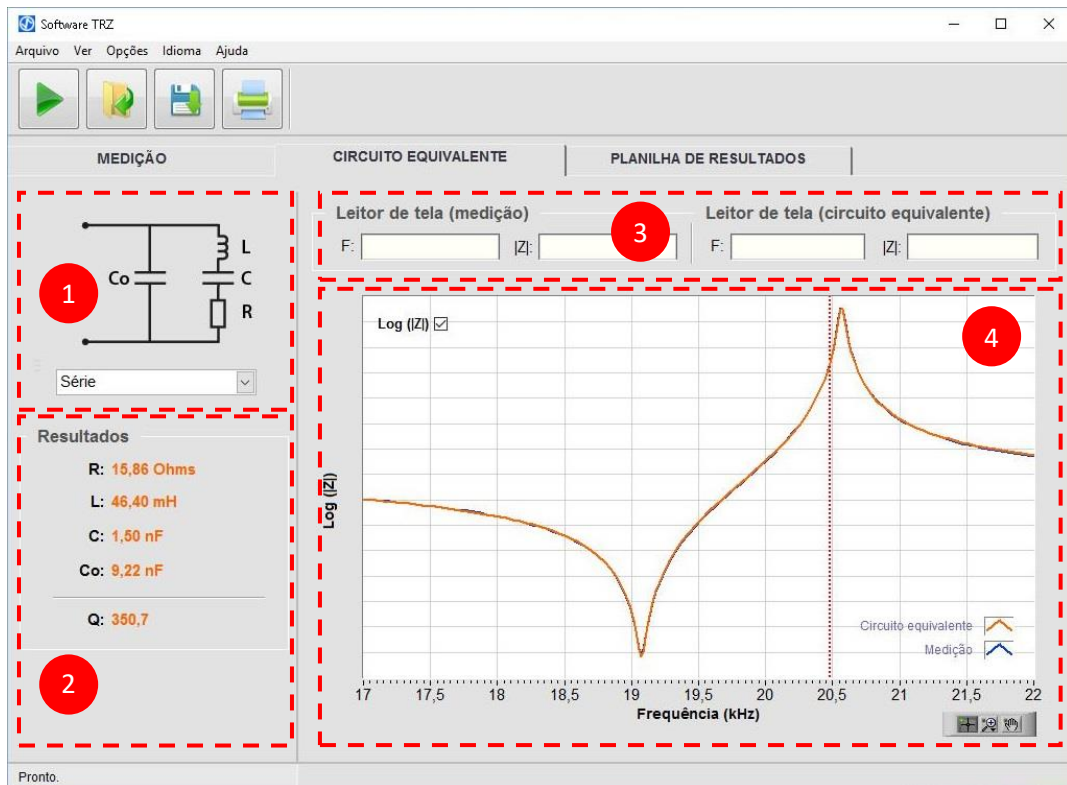 Software TRZ
Arquivo Ver Opções Idioma Ajuda
MEDIÇÃO CIRCUITO EQUIVALENTE PLANILHA DE RESULTADOS
Co L C R
1
Série
Resultados
R: 15,86 Ohms
L: 46,40 mH
C: 1,50 nF
Co: 9,22 nF
Q: 350,7
2
Leitor de tela (medição) Leitor de tela (circuito equivalente)
F: |Z|: F: |Z|:
3
Log (|Z|)
4
Log (|Z|)
Circuito equivalente
Medição
17 17,5 18 18,5 19 19,5 20 20,5 21 21,5 22
Frequência (kHz)
Pronto.